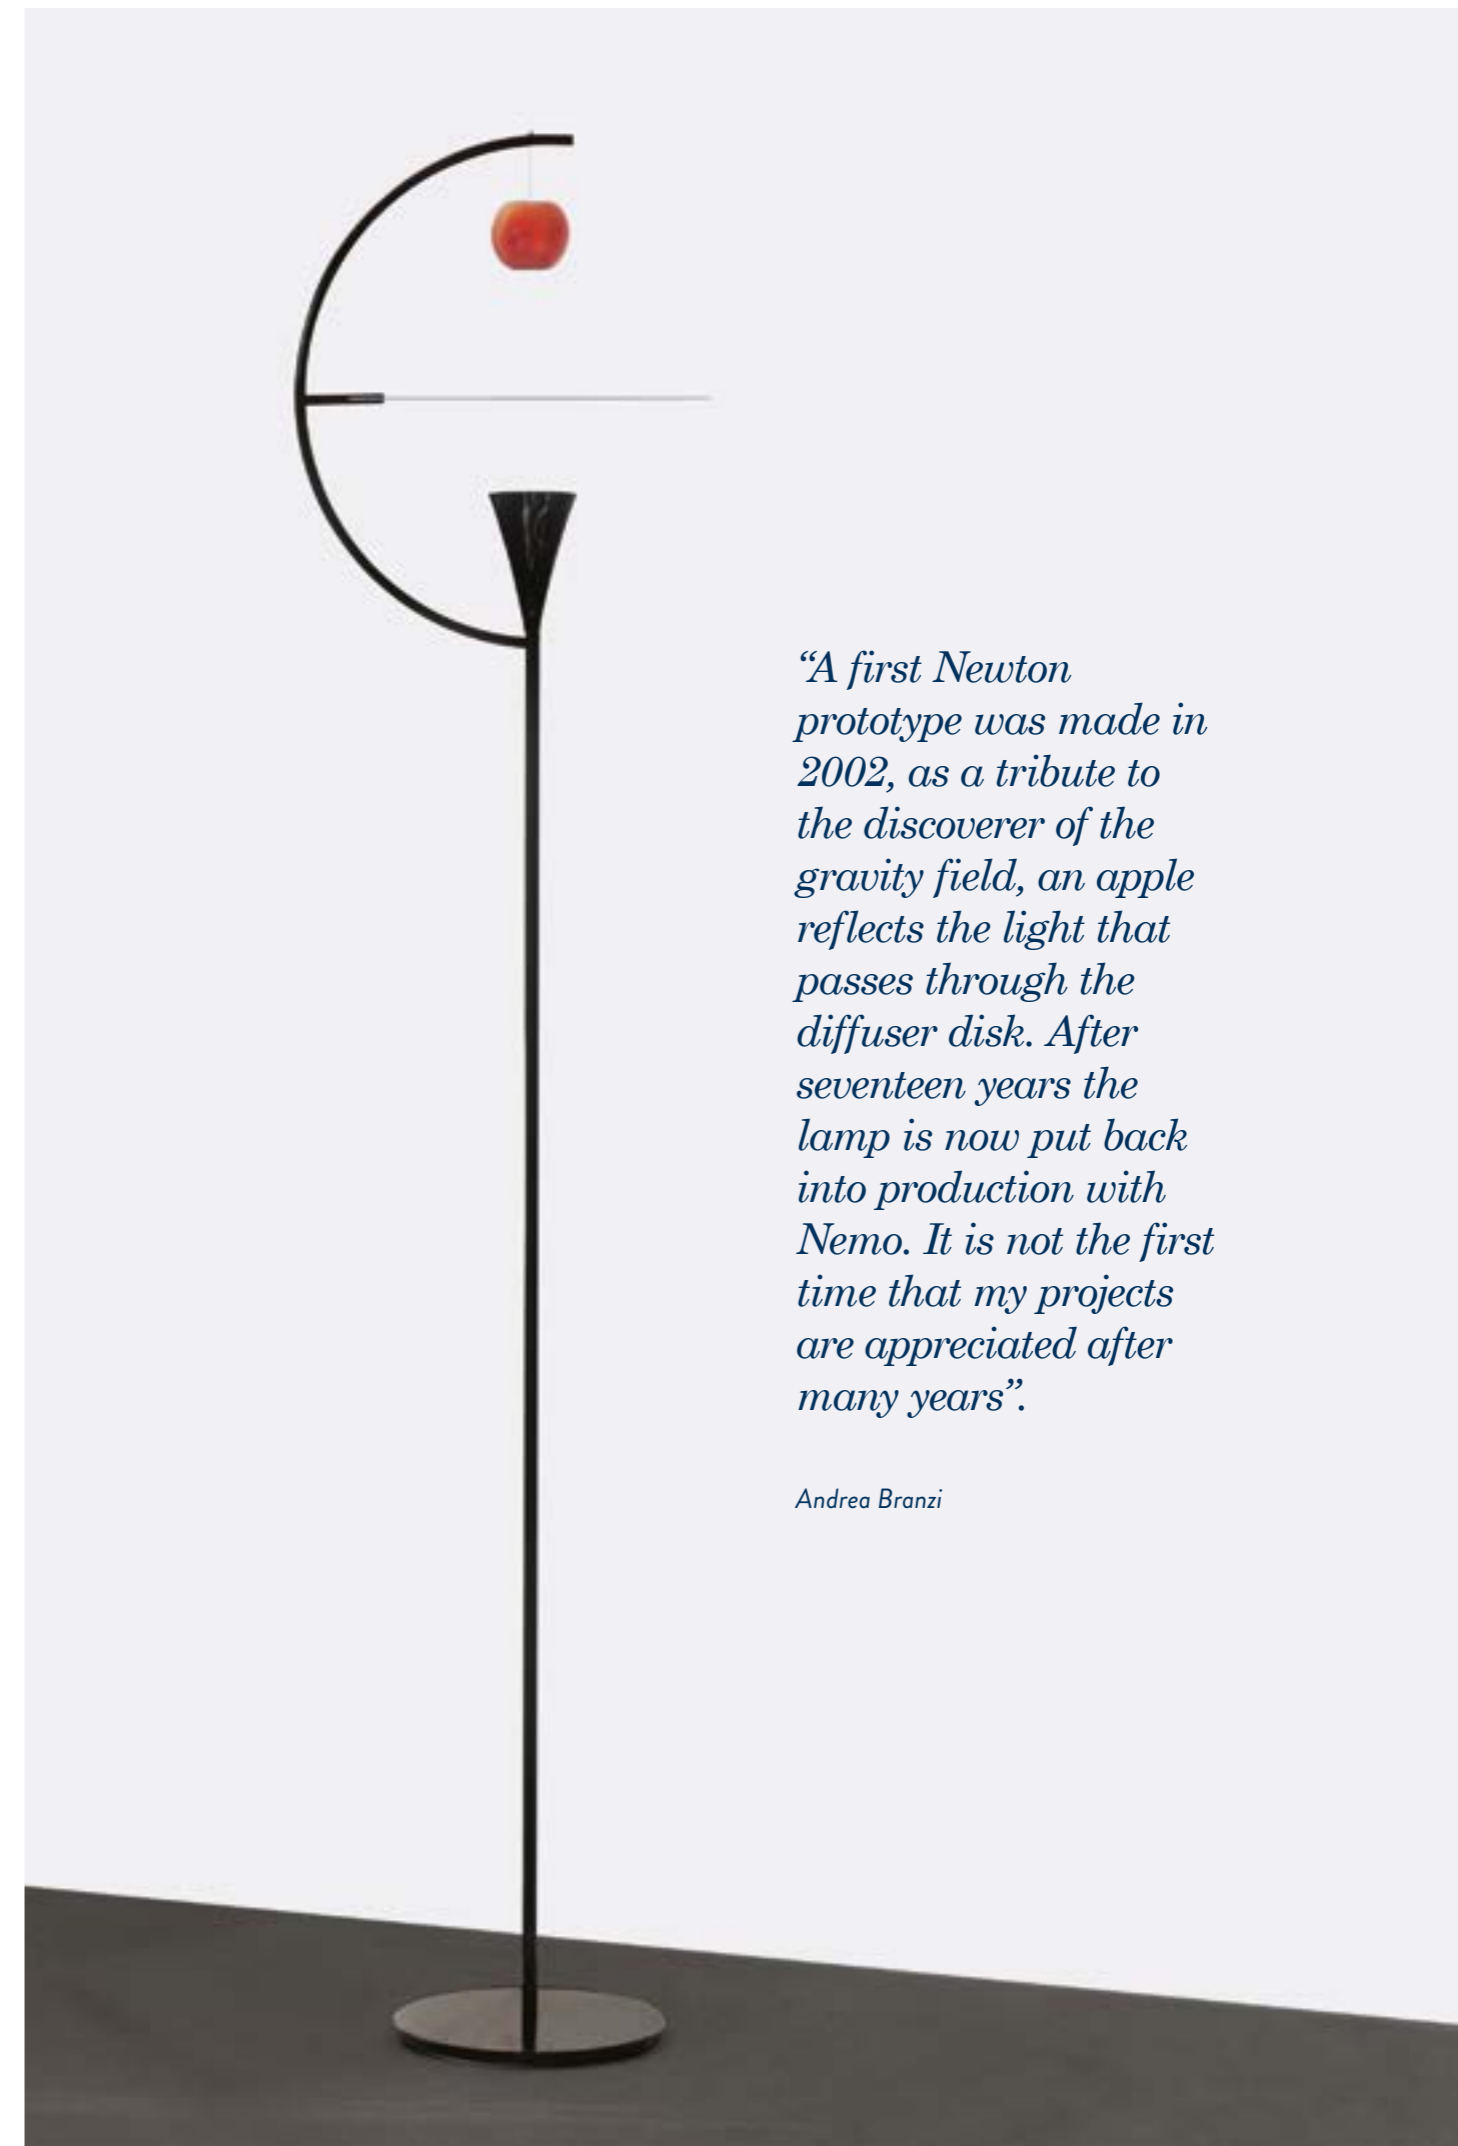 “A first Newton
prototype was made in
2002, as a tribute to
the discoverer of the
gravity field, an apple
reflects the light that
passes through the
diffuser disk. After
seventeen years the
lamp is now put back
into production with
Nemo. It is not the first
time that my projects
are appreciated after
many years”.
Andrea Branzi